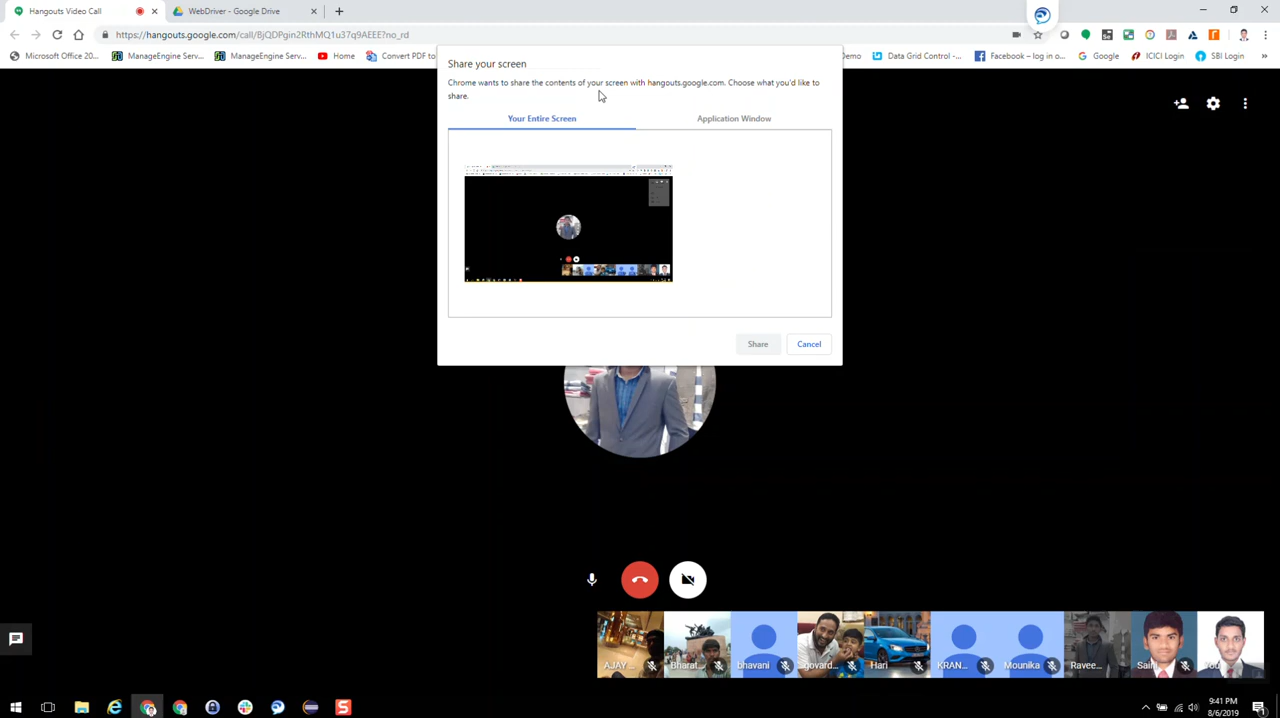 Hangouts Video Call
WebDriver - Google Drive
https://hangouts.google.com/call/BjQDPgin2RthMQ1u37q9AEEE?no_rd
Microsoft Office 20...
ManageEngine Serv...
ManageEngine Serv...
Home
Convert PDF to
Demo
Data Grid Control -...
Facebook – log in o...
Google
ICICI Login
SBI Login
Share your screen
Chrome wants to share the contents of your screen with hangouts.google.com. Choose what you'd like to
share.
Your Entire Screen
Application Window
Share
Cancel
AJAY
Bharat...
bhavani
govard...
Hari
KRAN...
Mounika
Ravee...
You
9:41 PM
8/6/2019